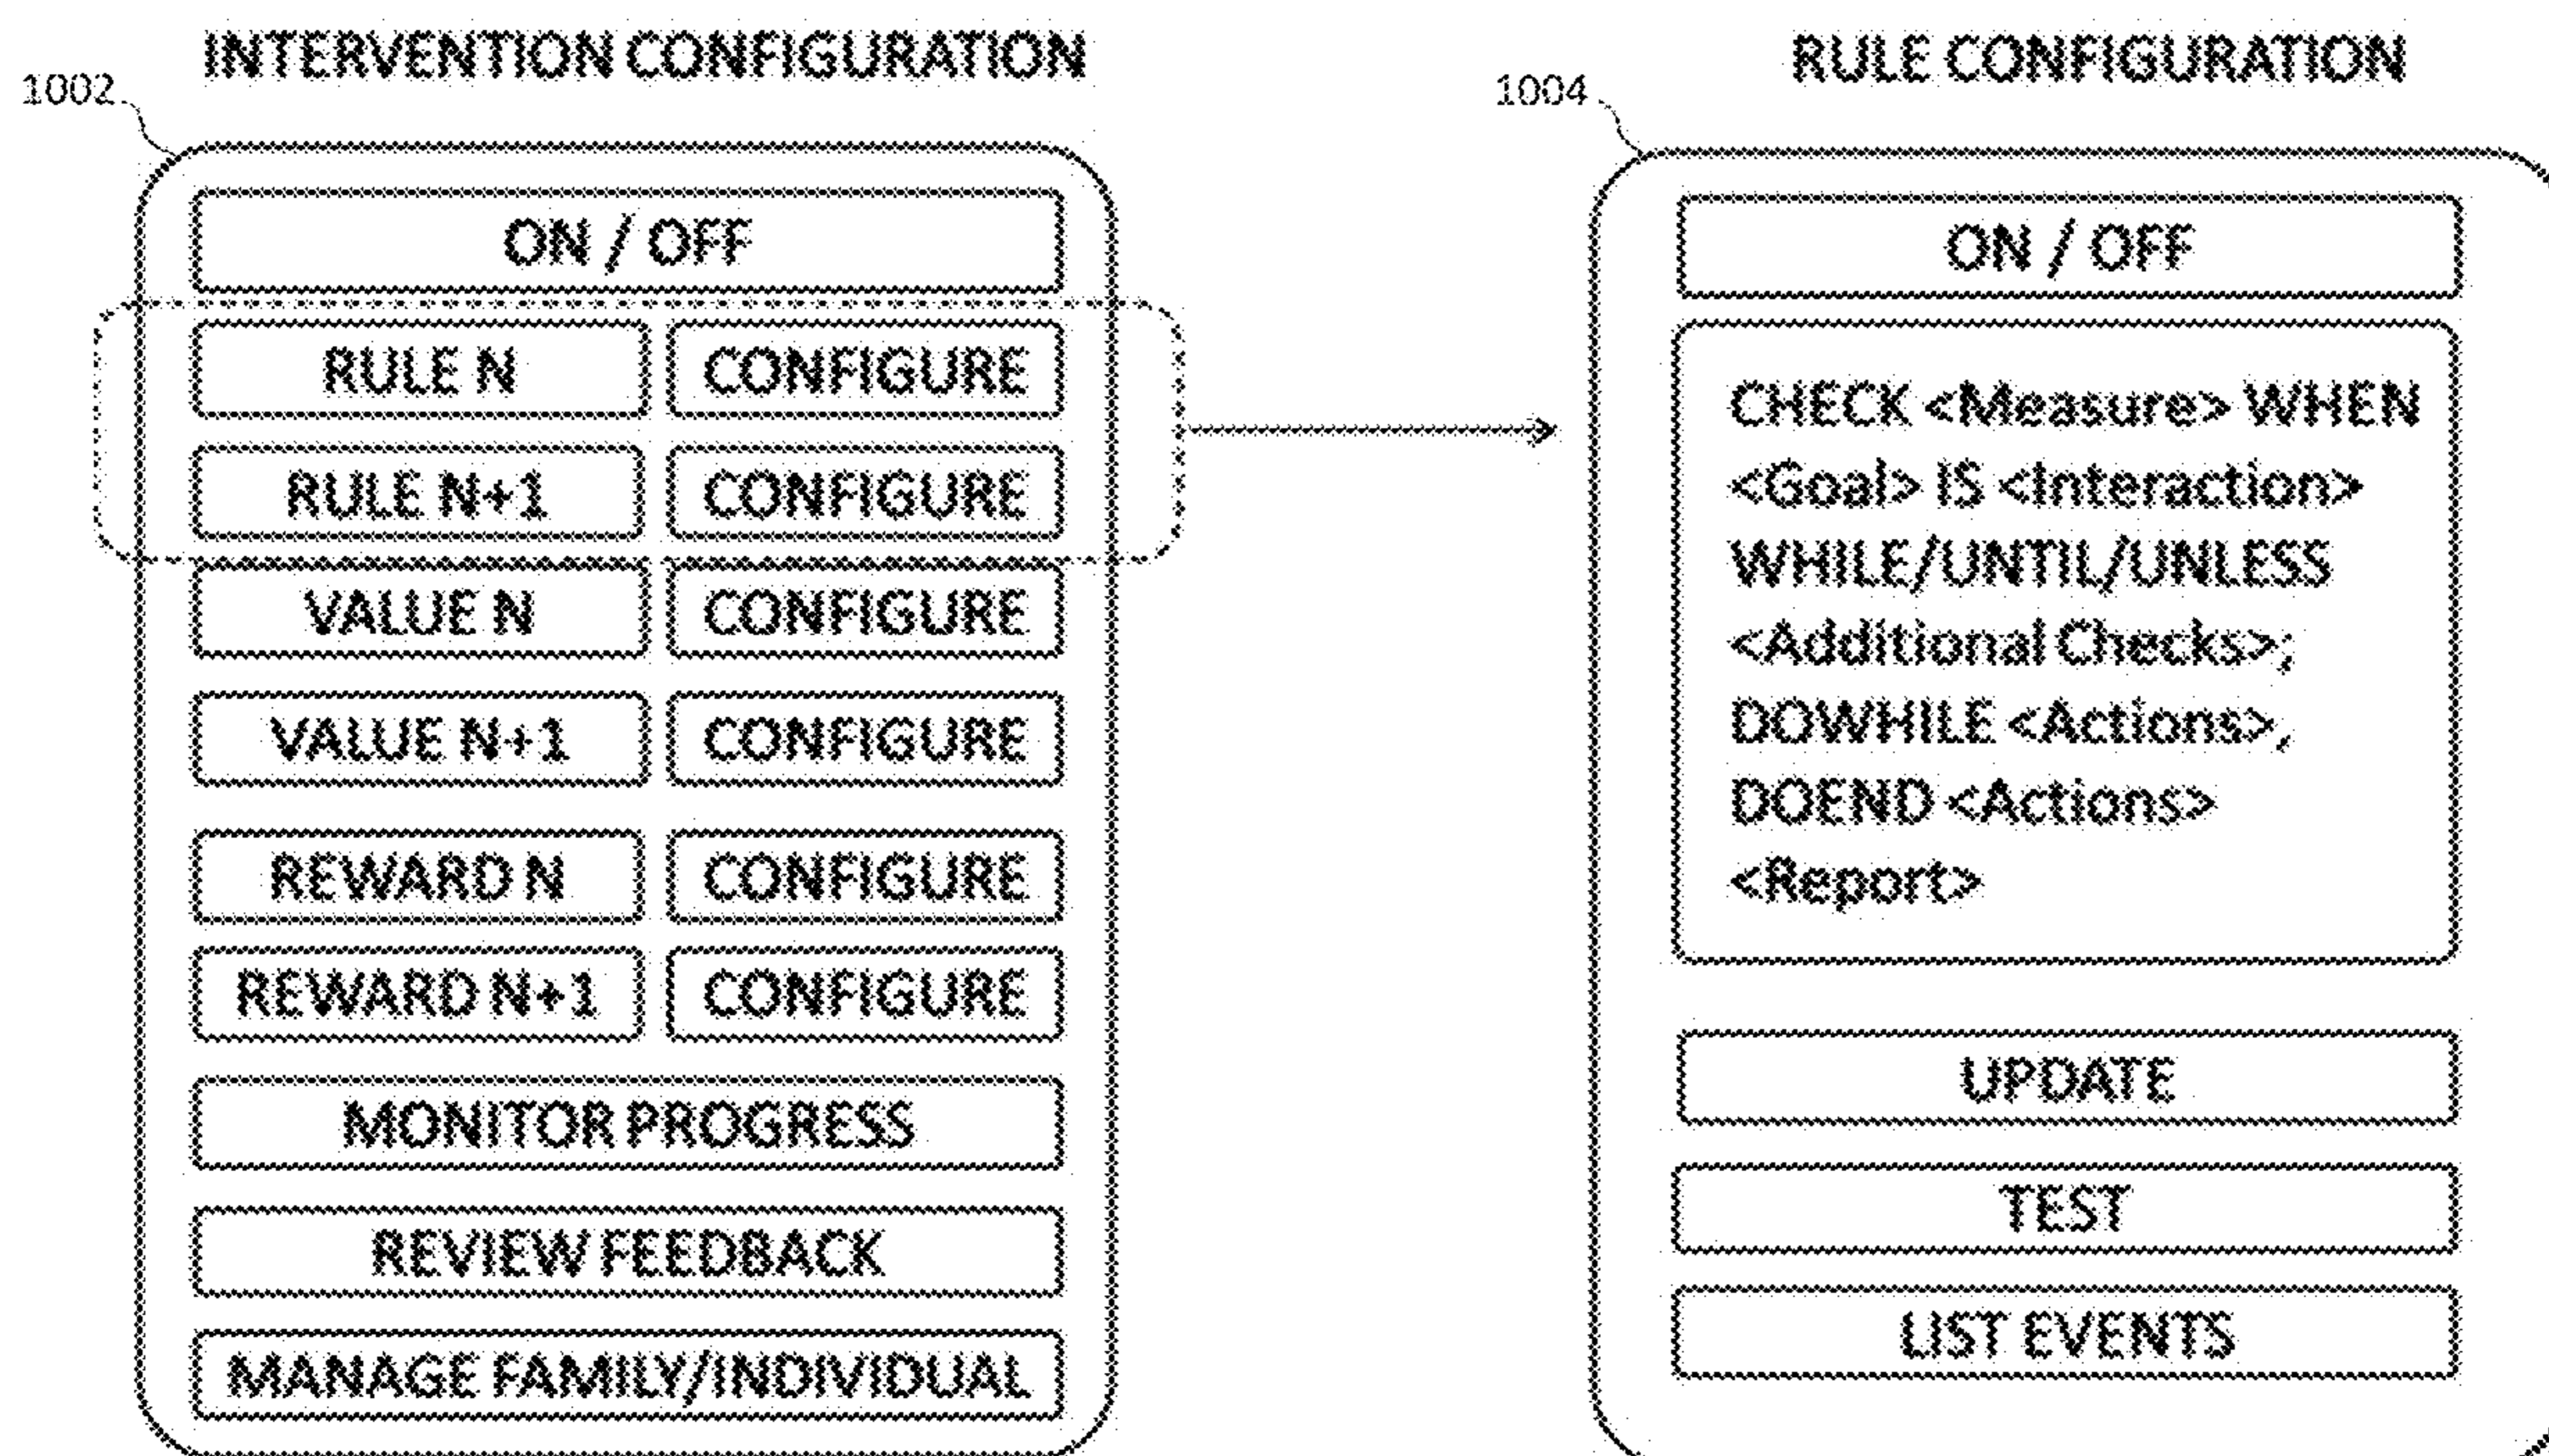 INTERVENTION CONFIGURATION
1002
ON / OFF
RULE N CONFIGURE
RULE N+1 CONFIGURE
VALUE N CONFIGURE
VALUE N+1 CONFIGURE
REWARD N CONFIGURE
REWARD N+1 CONFIGURE
MONITOR PROGRESS
REVIEW FEEDBACK
MANAGE FAMILY/INDIVIDUAL
RULE CONFIGURATION
1004
ON / OFF
CHECK <Measure> WHEN
<Goal> IS <Interaction>
WHILE/UNTIL/UNLESS
<Additional Checks>;
DOWHILE <Actions>,
DOEND <Actions>
<Report>
UPDATE
TEST
LIST EVENTS